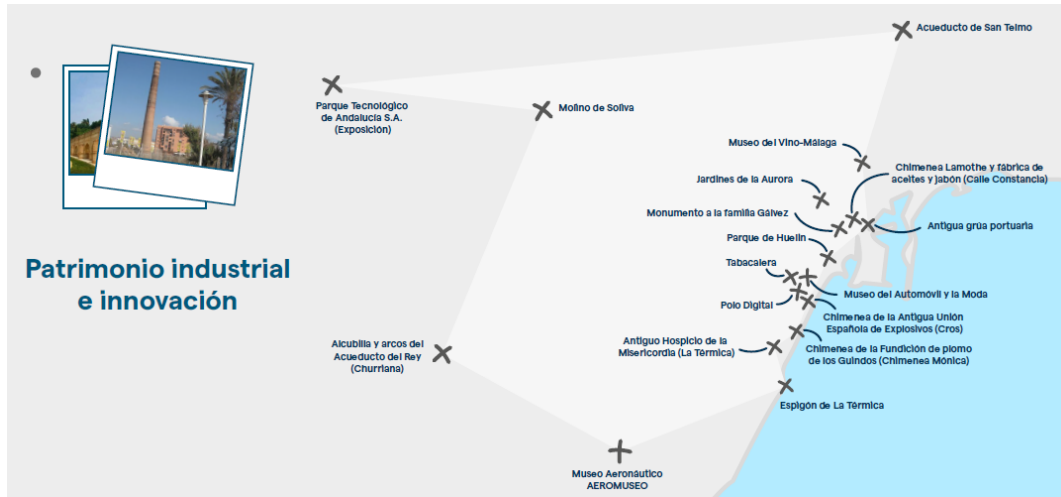 Patrimonio industrial
e innovación
Acueducto de San Telmo
Parque Tecnológico
de Andalucía S.A.
(Exposición)
Molino de Soliva
Museo del Vino-Málaga
Chimenea Lamothe y fábrica de
aceites y jabón (Calle Constancia)
Jardines de la Aurora
Monumento a la familia Gálvez
Antigua grúa portuaria
Parque de Huelin
Tabacalera
Museo del Automóvil y la Moda
Polo Digital
Chimenea de la Antigua Unión
Española de Explosivos (Cros)
Antiguo Hospicio de la
Misericordia (La Térmica)
Chimenea de la Fundición de plomo
de los Guindos (Chimenea Mónica)
Alcubilla y arcos del
Acueducto del Rey
(Churriana)
Espigón de La Térmica
Museo Aeronáutico
AEROMUSEO